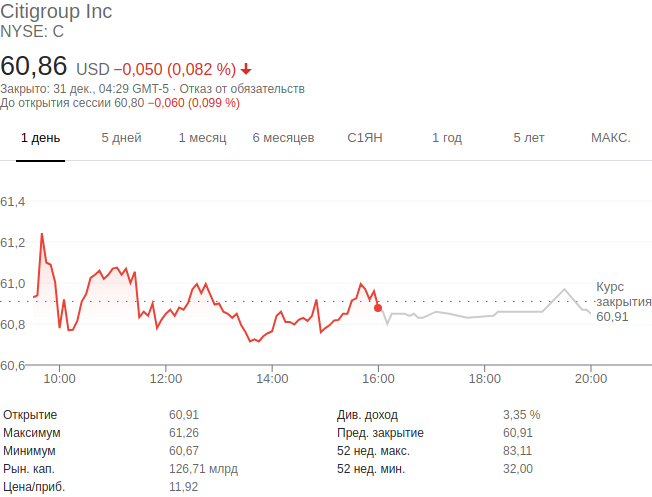 Citigroup Inc
NYSE: C
60,86 USD −0,050 (0,082 %)
Закрыто: 31 дек., 04:29 GMT-5 · Отказ от обязательств
До открытия сессии 60,80 −0,060 (0,099 %)
1 день 5 дней 1 месяц 6 месяцев С1ЯН 1 год 5 лет МАКС.
61,4
61,2
61,0
60,8
60,6
Курс
закрытия
60,91
10:00 12:00 14:00 16:00 18:00 20:00
Открытие 60,91 Див. доход 3,35 %
Максимум 61,26 Пред. закрытие 60,91
Минимум 60,67 52 нед. макс. 83,11
Рын. кап. 126,71 млрд 52 нед. мин. 32,00
Цена/приб. 11,92